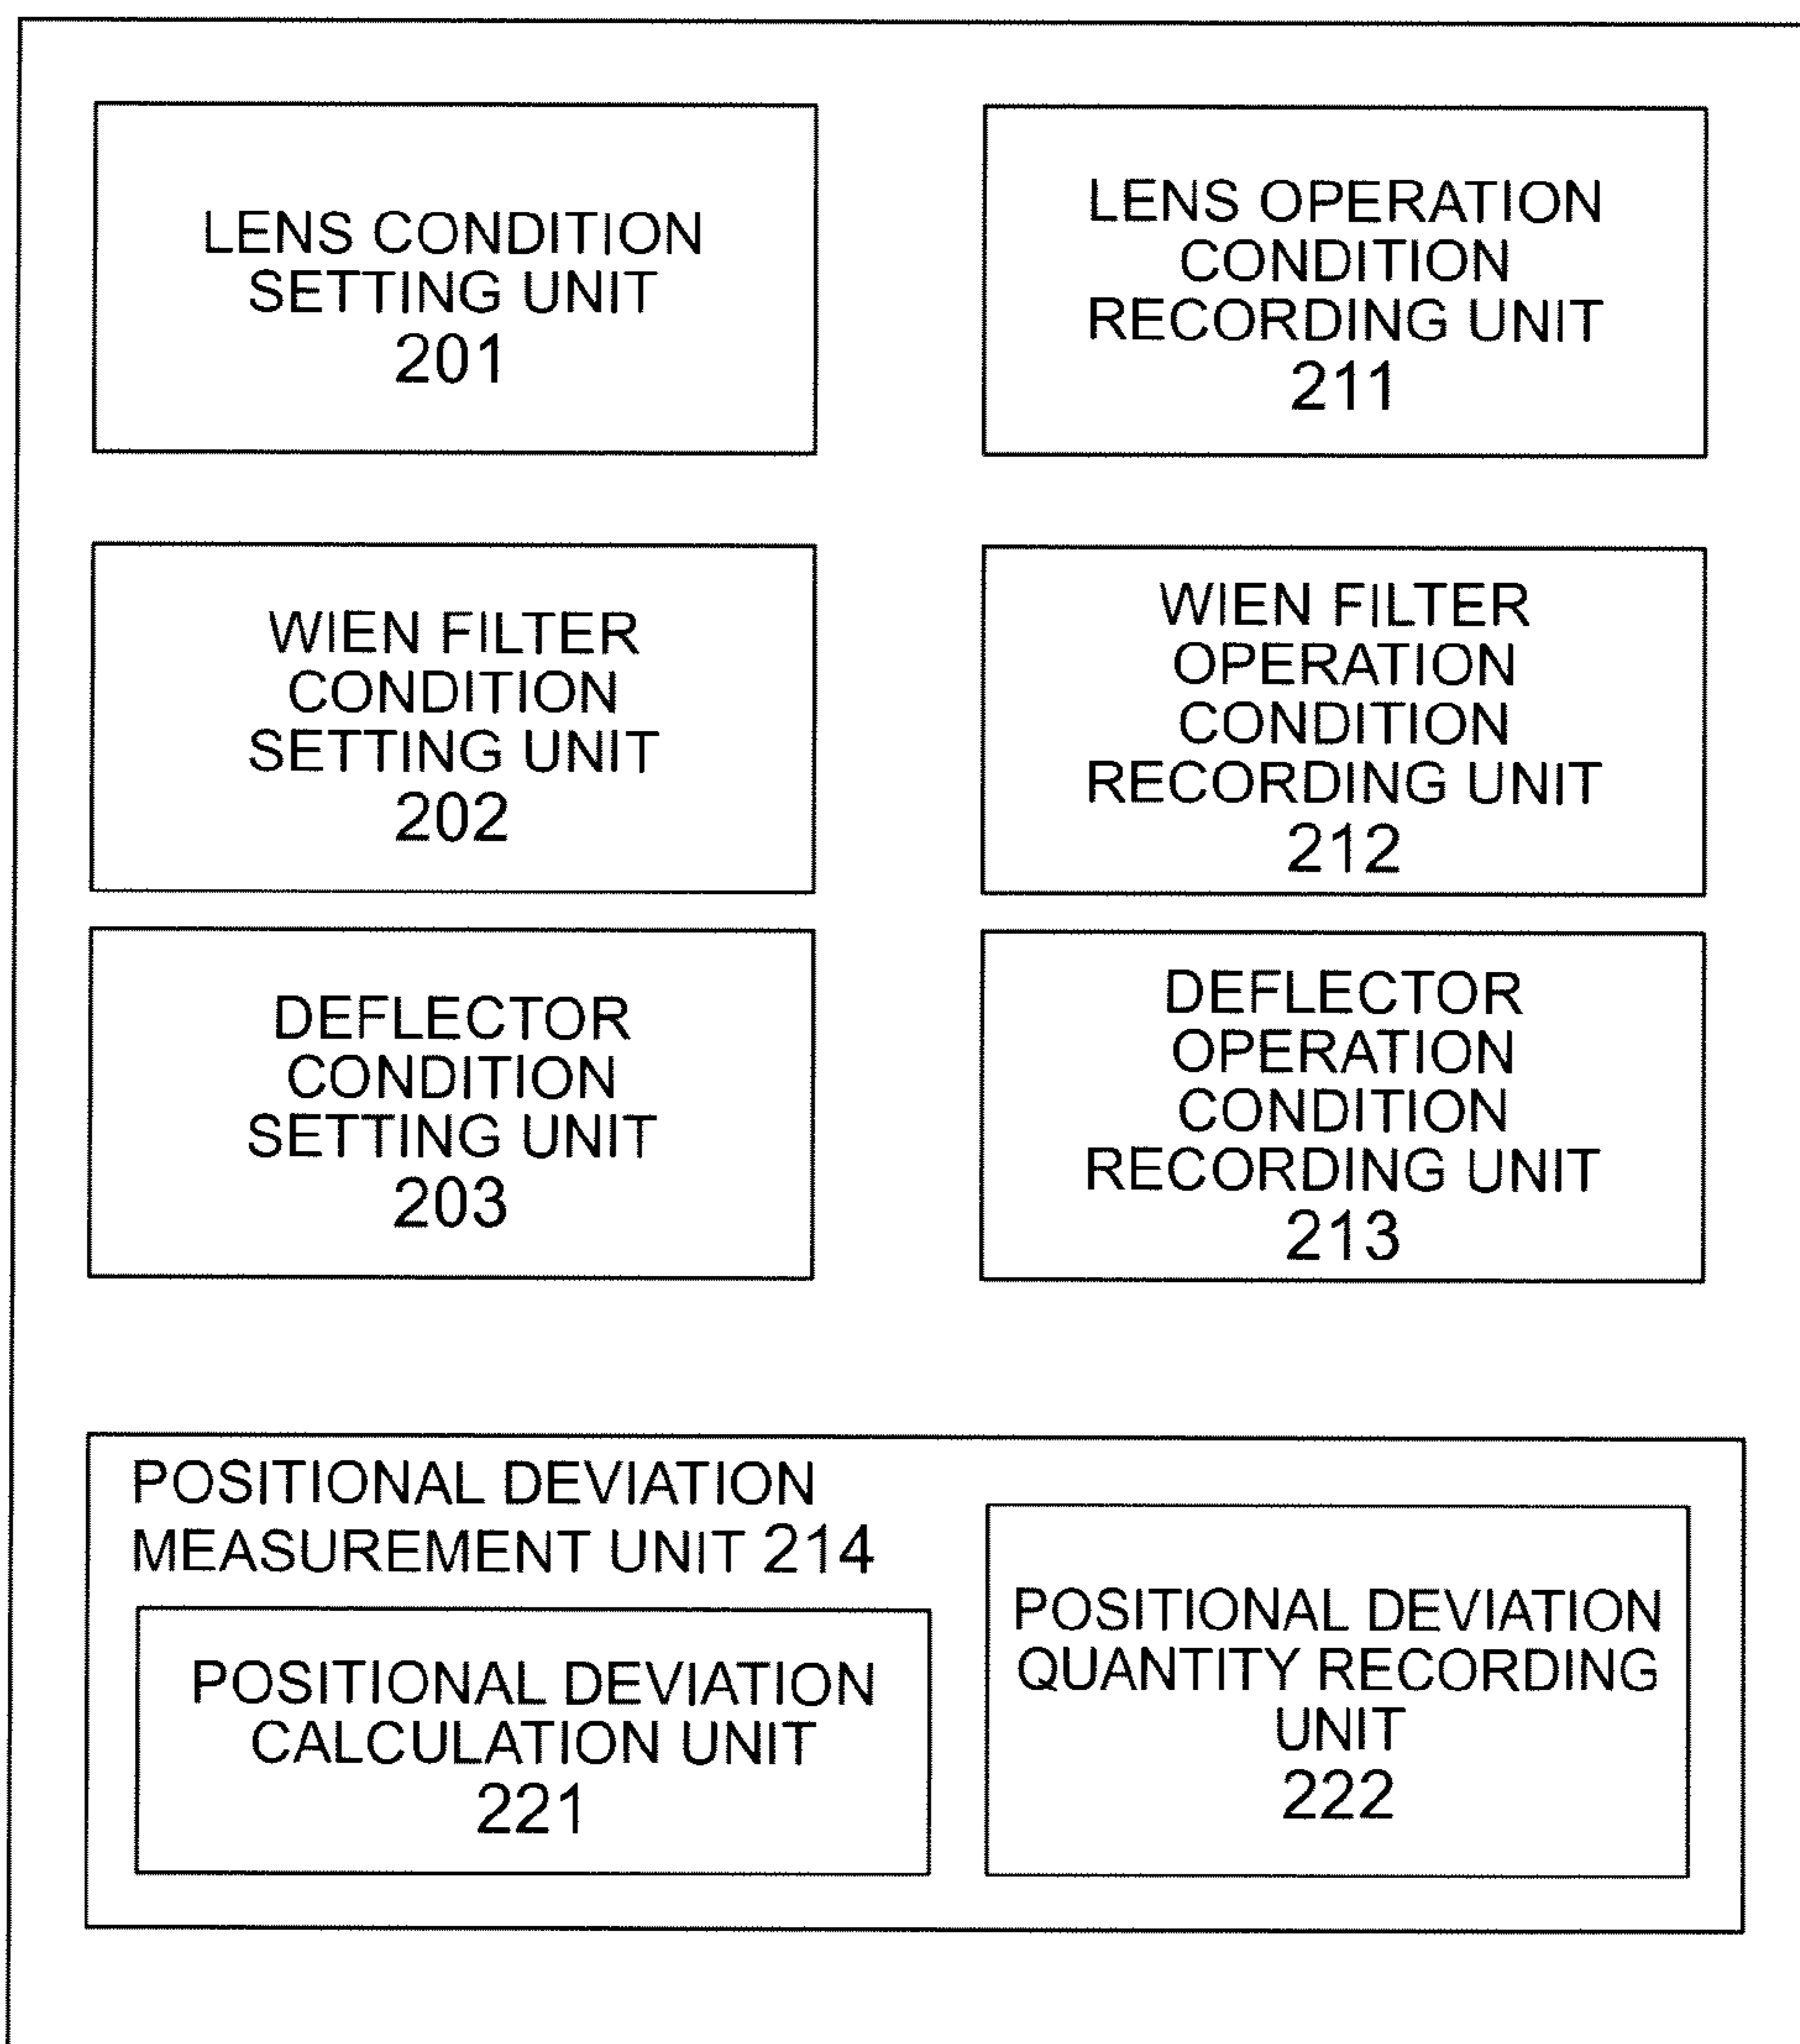 LENS CONDITION
SETTING UNIT
201
LENS OPERATION
CONDITION
RECORDING UNIT
211
WIEN FILTER
CONDITION
SETTING UNIT
202
WIEN FILTER
OPERATION
CONDITION
RECORDING UNIT
212
DEFLECTOR
CONDITION
SETTING UNIT
203
DEFLECTOR
OPERATION
CONDITION
RECORDING UNIT
213
POSITIONAL DEVIATION
MEASUREMENT UNIT 214
POSITIONAL DEVIATION
CALCULATION UNIT
221
POSITIONAL DEVIATION
QUANTITY RECORDING
UNIT
222